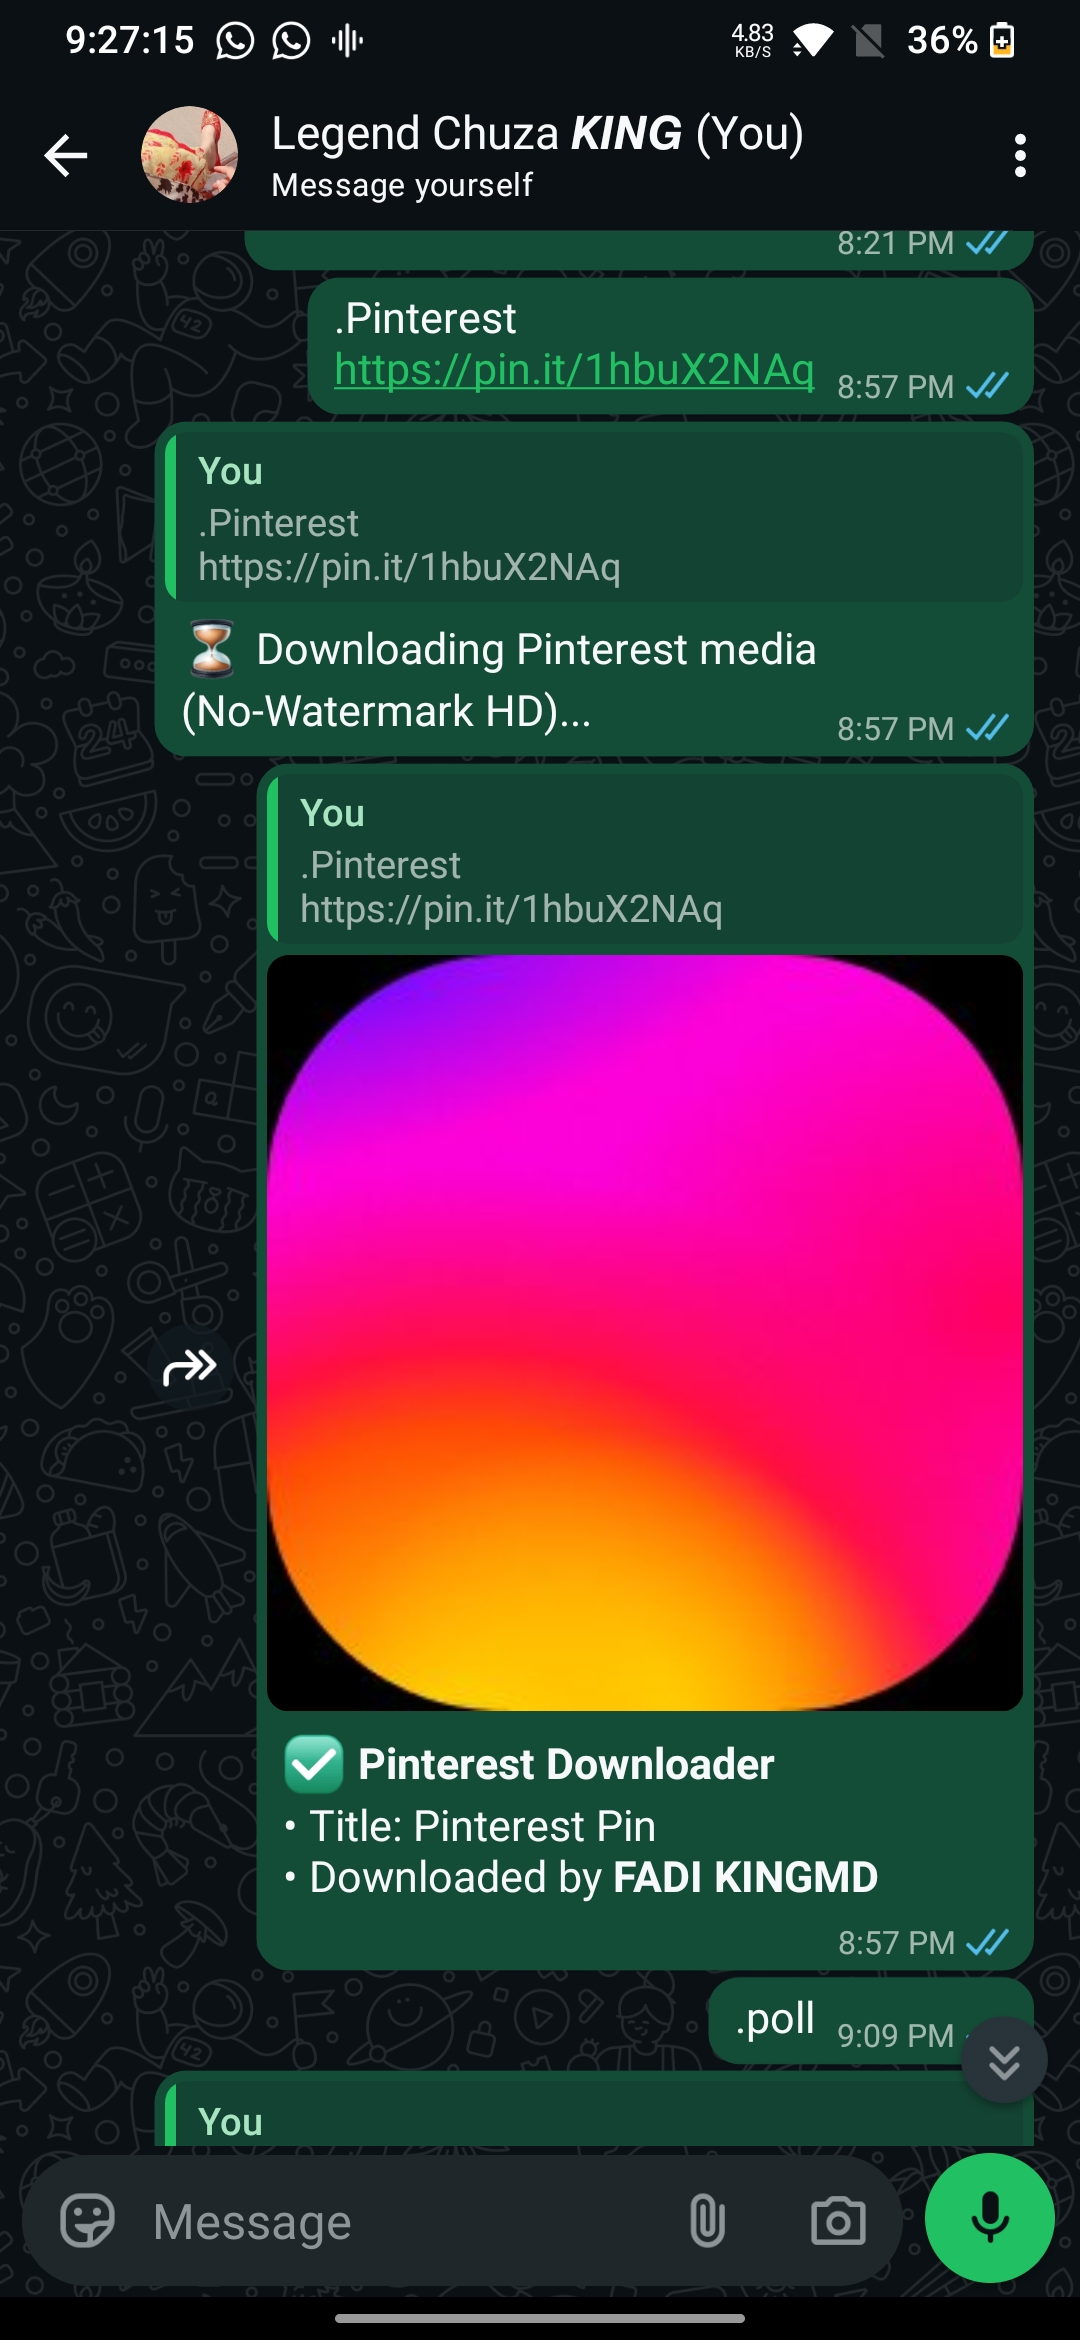 9:27:15 4.83 KB/S 36%
Legend Chuza KING (You)
Message yourself
8:21 PM
.Pinterest
https://pin.it/1hbuX2NAq 8:57 PM
You
.Pinterest
https://pin.it/1hbuX2NAq
⏳ Downloading Pinterest media
(No-Watermark HD)... 8:57 PM
You
.Pinterest
https://pin.it/1hbuX2NAq
✅ Pinterest Downloader
• Title: Pinterest Pin
• Downloaded by FADI KINGMD
8:57 PM
.poll 9:09 PM
You
Message